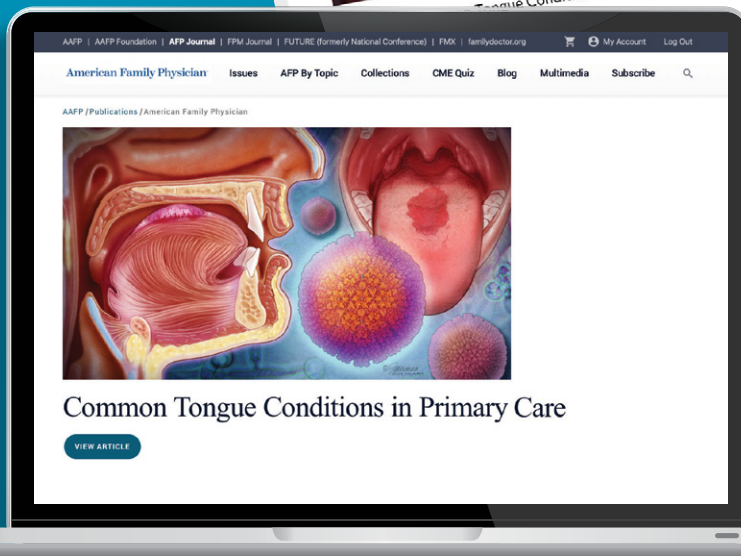 Tongue Condi
AAFP | AAFP Foundation | AFP Journal | FPM Journal | FUTURE (formerly National Conference) | FMX | familydoctor.org My Account Log Out
American Family Physician Issues AFP By Topic Collections CME Quiz Blog Multimedia Subscribe
AAFP / Publications / American Family Physician
Common Tongue Conditions in Primary Care
VIEW ARTICLE